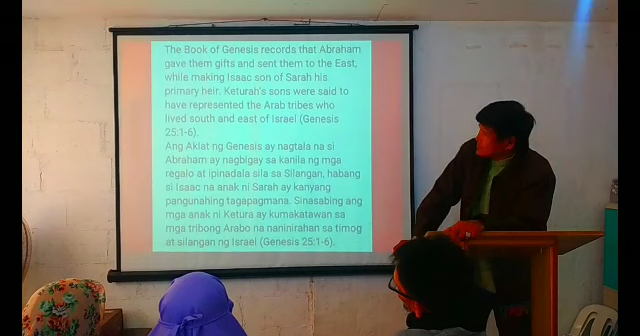 The Book of Genesis records that Abraham
gave them gifts and sent them to the East,
while making Isaac son of Sarah his
primary heir. Keturah's sons were said to
have represented the Arab tribes who
lived south and east of Israel (Genesis
25:1-6).
Ang Aklat ng Genesis ay nagtala na si
Abraham ay nagbigay sa kanila ng mga
regalo at ipinadala sila sa Silangan, habang
si Isaac na anak ni Sarah ay kanyang
pangunahing tagapagmana. Sinasabing ang
mga anak ni Ketura ay kumakatawan sa
mga tribong Arabo na naninirahan sa timog
at silangan ng Israel (Genesis 25:1-6).